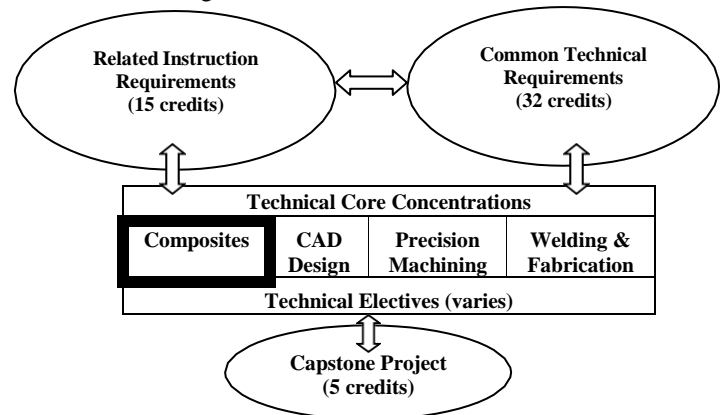 Related Instruction
Requirements
(15 credits)
Common Technical
Requirements
(32 credits)
Technical Core Concentrations
Composites
CAD
Design
Precision
Machining
Welding &
Fabrication
Technical Electives (varies)
Capstone Project
(5 credits)